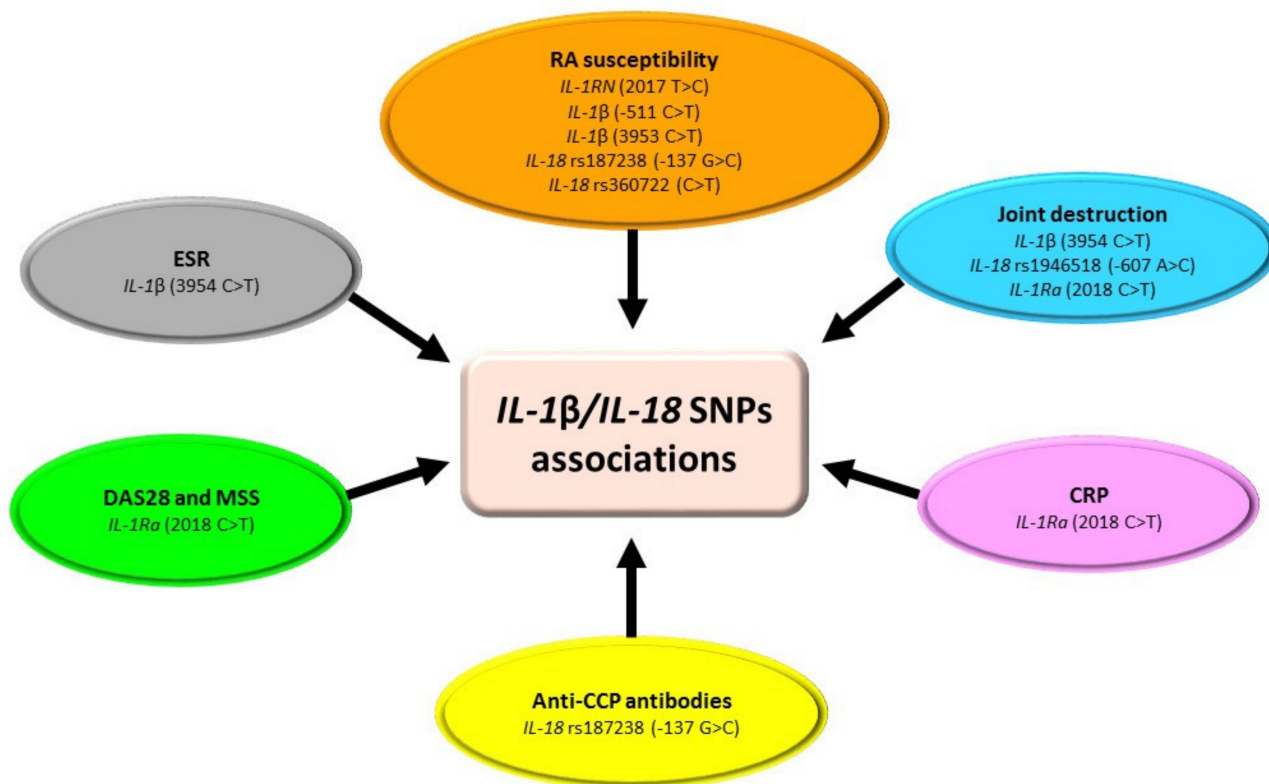 RA susceptibility
IL-1RN (2017 T>C)
IL-1β (-511 C>T)
IL-1β (3953 C>T)
IL-18 rs187238 (-137 G>C)
IL-18 rs360722 (C>T)
ESR
IL-1β (3954 C>T)
Joint destruction
IL-1β (3954 C>T)
IL-18 rs1946518 (-607 A>C)
IL-1Ra (2018 C>T)
IL-1β/IL-18 SNPs
associations
DAS28 and MSS
IL-1Ra (2018 C>T)
CRP
IL-1Ra (2018 C>T)
Anti-CCP antibodies
IL-18 rs187238 (-137 G>C)